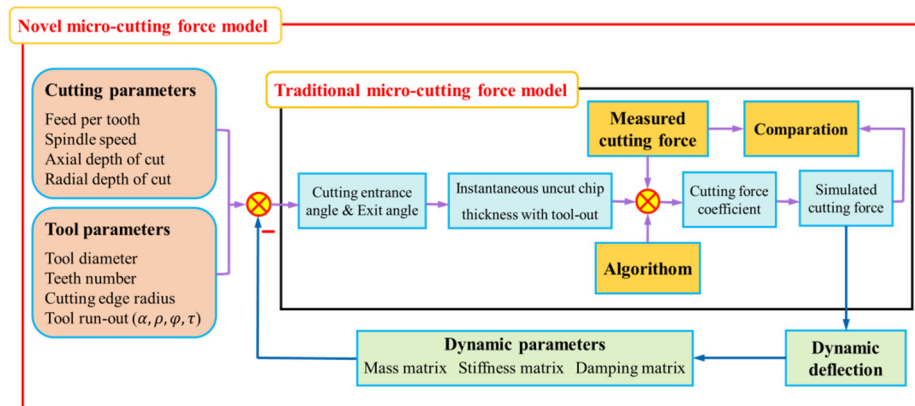 Novel micro-cutting force model
Traditional micro-cutting force model
Cutting parameters
Feed per tooth
Spindle speed
Axial depth of cut
Radial depth of cut
Tool parameters
Tool diameter
Teeth number
Cutting edge radius
Tool run-out (α, ρ, φ, τ)
Cutting entrance
angle & Exit angle
Instantaneous uncut chip
thickness with tool-out
Measured
cutting force
Comparation
Algorithom
Cutting force
coefficient
Simulated
cutting force
Dynamic parameters
Mass matrix Stiffness matrix Damping matrix
Dynamic
deflection